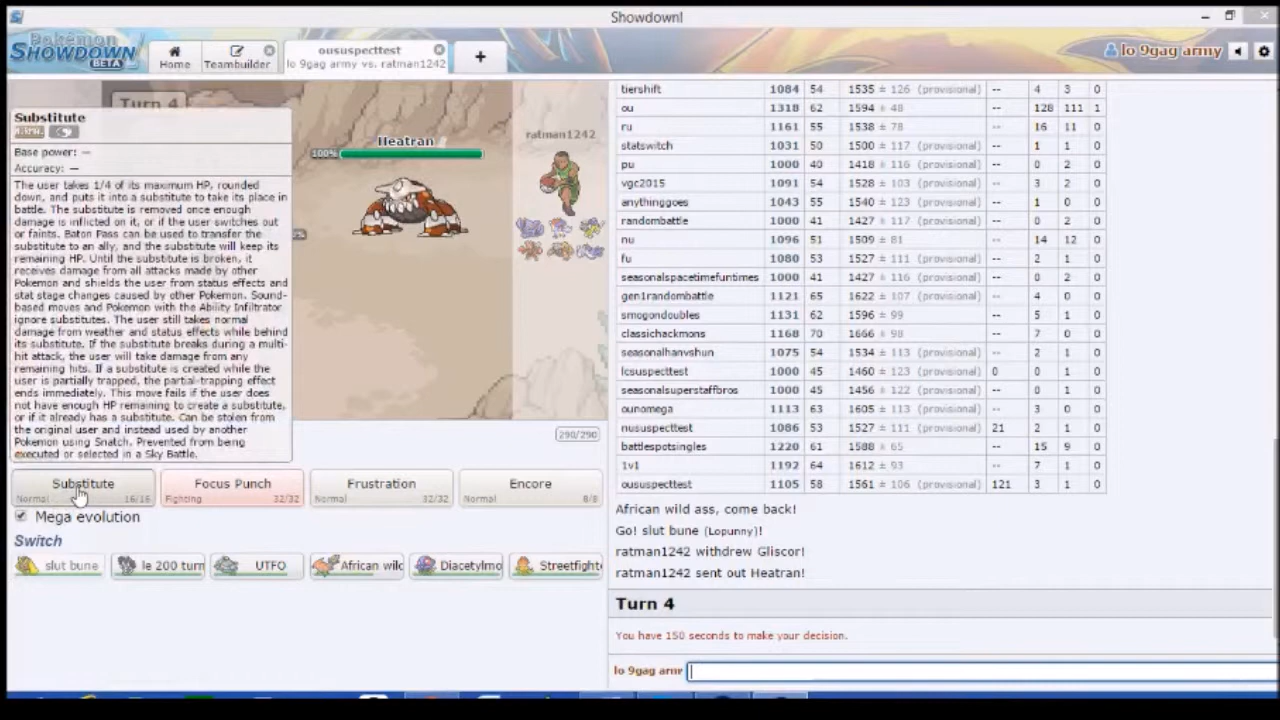 Showdown!
Pokémon
SHOWDOWN
BETA
Home
Teambuilder
oususpecttest
lo 9gag army vs. ratman1242
+
lo 9gag army
Turn 4
Substitute
Base power: —
Accuracy: —
The user takes 1/4 of its maximum HP, rounded
down, and puts it into a substitute to take its place in
battle. The substitute is removed once enough
damage is inflicted on it, or if the user switches out
or faints. Baton Pass can be used to transfer the
substitute to an ally, and the substitute will keep its
remaining HP. Until the substitute is broken, it
receives damage from all attacks made by other
Pokemon and shields the user from status effects and
stat stage changes caused by other Pokemon. Sound-
based moves and Pokemon with the Ability Infiltrator
ignore substitutes. The user still takes normal
damage from weather and status effects while behind
its substitute. If the substitute breaks during a multi-
hit attack, the user will take damage from any
remaining hits. If a substitute is created while the
user is partially trapped, the partial-trapping effect
ends immediately. This move fails if the user does
not have enough HP remaining to create a substitute,
or if it already has a substitute. Can be stolen from
the original user and instead used by another
Pokemon using Snatch. Prevented from being
executed or selected in a Sky Battle.
Heatran
100%
ratman1242
290/290
Substitute
Normal 16/16
Focus Punch
Fighting 32/32
Frustration
Normal 32/32
Encore
Normal 8/8
Mega evolution
Switch
slut bune
le 200 turn
UTFO
African wilc
Diacetylmo
Streetfight
tiershift 1084 54 1535 ± 126 (provisional) -- 4 3 0
ou 1318 62 1594 ± 48 -- 128 111 1
ru 1161 55 1538 ± 78 -- 16 11 0
statswitch 1031 50 1500 ± 117 (provisional) -- 1 1 0
pu 1000 40 1418 ± 116 (provisional) -- 0 2 0
vgc2015 1091 54 1528 ± 103 (provisional) -- 3 2 0
anythinggoes 1043 55 1540 ± 123 (provisional) -- 1 0 0
randombattle 1000 41 1427 ± 117 (provisional) -- 0 2 0
nu 1096 51 1509 ± 81 -- 14 12 0
fu 1080 53 1527 ± 111 (provisional) -- 2 1 0
seasonalspacetimefuntimes 1000 41 1427 ± 116 (provisional) -- 0 2 0
gen1randombattle 1121 65 1622 ± 107 (provisional) -- 4 0 0
smogondoubles 1131 62 1596 ± 99 -- 5 1 0
classichackmons 1168 70 1666 ± 98 -- 7 0 0
seasonalhanvshun 1075 54 1534 ± 113 (provisional) -- 2 1 0
lcsuspecttest 1000 45 1460 ± 123 (provisional) 0 0 1 0
seasonalsuperstaffbros 1000 45 1456 ± 122 (provisional) -- 0 1 0
ounomega 1113 63 1605 ± 113 (provisional) -- 3 0 0
nususpecttest 1086 53 1527 ± 111 (provisional) 21 2 1 0
battlespotsingles 1220 61 1588 ± 65 -- 15 9 0
1v1 1192 64 1612 ± 93 -- 7 1 0
oususpecttest 1105 58 1561 ± 106 (provisional) 121 3 1 0
African wild ass, come back!
Go! slut bune (Lopunny)!
ratman1242 withdrew Gliscor!
ratman1242 sent out Heatran!
Turn 4
You have 150 seconds to make your decision.
lo 9gag army